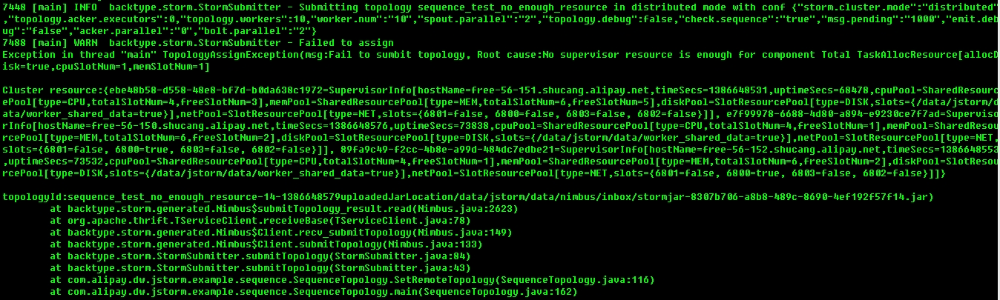 7448 [main] INFO  backtype.storm.StormSubmitter - Submitting topology sequence_test_no_enough_resource in distributed mode with conf {"storm.cluster.mode":"distributed"
,"topology.acker.executors":0,"topology.workers":10,"worker.num":"10","spout.parallel":"2","topology.debug":false,"check.sequence":"true","msg.pending":"1000","emit.deb
ug":"false","acker.parallel":"0","bolt.parallel":"2"}
7488 [main] WARN  backtype.storm.StormSubmitter - Failed to assign
Exception in thread "main" TopologyAssignException(msg:Fail to sumbit topology, Root cause:No supervisor resource is enough for component Total TaskAllocResource[allocD
isk=true,cpuSlotNum=1,memSlotNum=1]
Cluster resource:{ebe48b58-d558-48e8-bf7d-b0da638c1972=SupervisorInfo[hostName=free-56-151.shucang.alipay.net,timeSecs=1386648531,uptimeSecs=68478,cpuPool=SharedResourc
ePool[type=CPU,totalSlotNum=4,freeSlotNum=3],memPool=SharedResourcePool[type=MEM,totalSlotNum=6,freeSlotNum=5],diskPool=SlotResourcePool[type=DISK,slots={/data/jstorm/d
ata/worker_shared_data=true}],netPool=SlotResourcePool[type=NET,slots={6801=false, 6800=false, 6803=false, 6802=false}]], e7f99978-6688-4d80-a894-e9230ce7f7ad=Superviso
rInfo[hostName=free-56-150.shucang.alipay.net,timeSecs=1386648576,uptimeSecs=73838,cpuPool=SharedResourcePool[type=CPU,totalSlotNum=4,freeSlotNum=1],memPool=SharedResou
rcePool[type=MEM,totalSlotNum=6,freeSlotNum=2],diskPool=SlotResourcePool[type=DISK,slots={/data/jstorm/data/worker_shared_data=true}],netPool=SlotResourcePool[type=NET,
slots={6801=false, 6800=true, 6803=false, 6802=false}]], 89fa9c49-f2cc-4b8e-a99d-484dc7edbe21=SupervisorInfo[hostName=free-56-152.shucang.alipay.net,timeSecs=1386648553
,uptimeSecs=73532,cpuPool=SharedResourcePool[type=CPU,totalSlotNum=4,freeSlotNum=1],memPool=SharedResourcePool[type=MEM,totalSlotNum=6,freeSlotNum=2],diskPool=SlotResou
rcePool[type=DISK,slots={/data/jstorm/data/worker_shared_data=true}],netPool=SlotResourcePool[type=NET,slots={6801=false, 6800=true, 6803=false, 6802=false}]]}
topologyId:sequence_test_no_enough_resource-14-1386648579uploadedJarLocation/data/jstorm/data/nimbus/inbox/stormjar-8307b706-a8b8-489c-8690-4ef192f57f14.jar)
at backtype.storm.generated.Nimbus$submitTopology_result.read(Nimbus.java:2623)
at org.apache.thrift.TServiceClient.receiveBase(TServiceClient.java:78)
at backtype.storm.generated.Nimbus$Client.recv_submitTopology(Nimbus.java:149)
at backtype.storm.generated.Nimbus$Client.submitTopology(Nimbus.java:133)
at backtype.storm.StormSubmitter.submitTopology(StormSubmitter.java:84)
at backtype.storm.StormSubmitter.submitTopology(StormSubmitter.java:43)
at com.alipay.dw.jstorm.example.sequence.SequenceTopology.SetRemoteTopology(SequenceTopology.java:116)
at com.alipay.dw.jstorm.example.sequence.SequenceTopology.main(SequenceTopology.java:162)